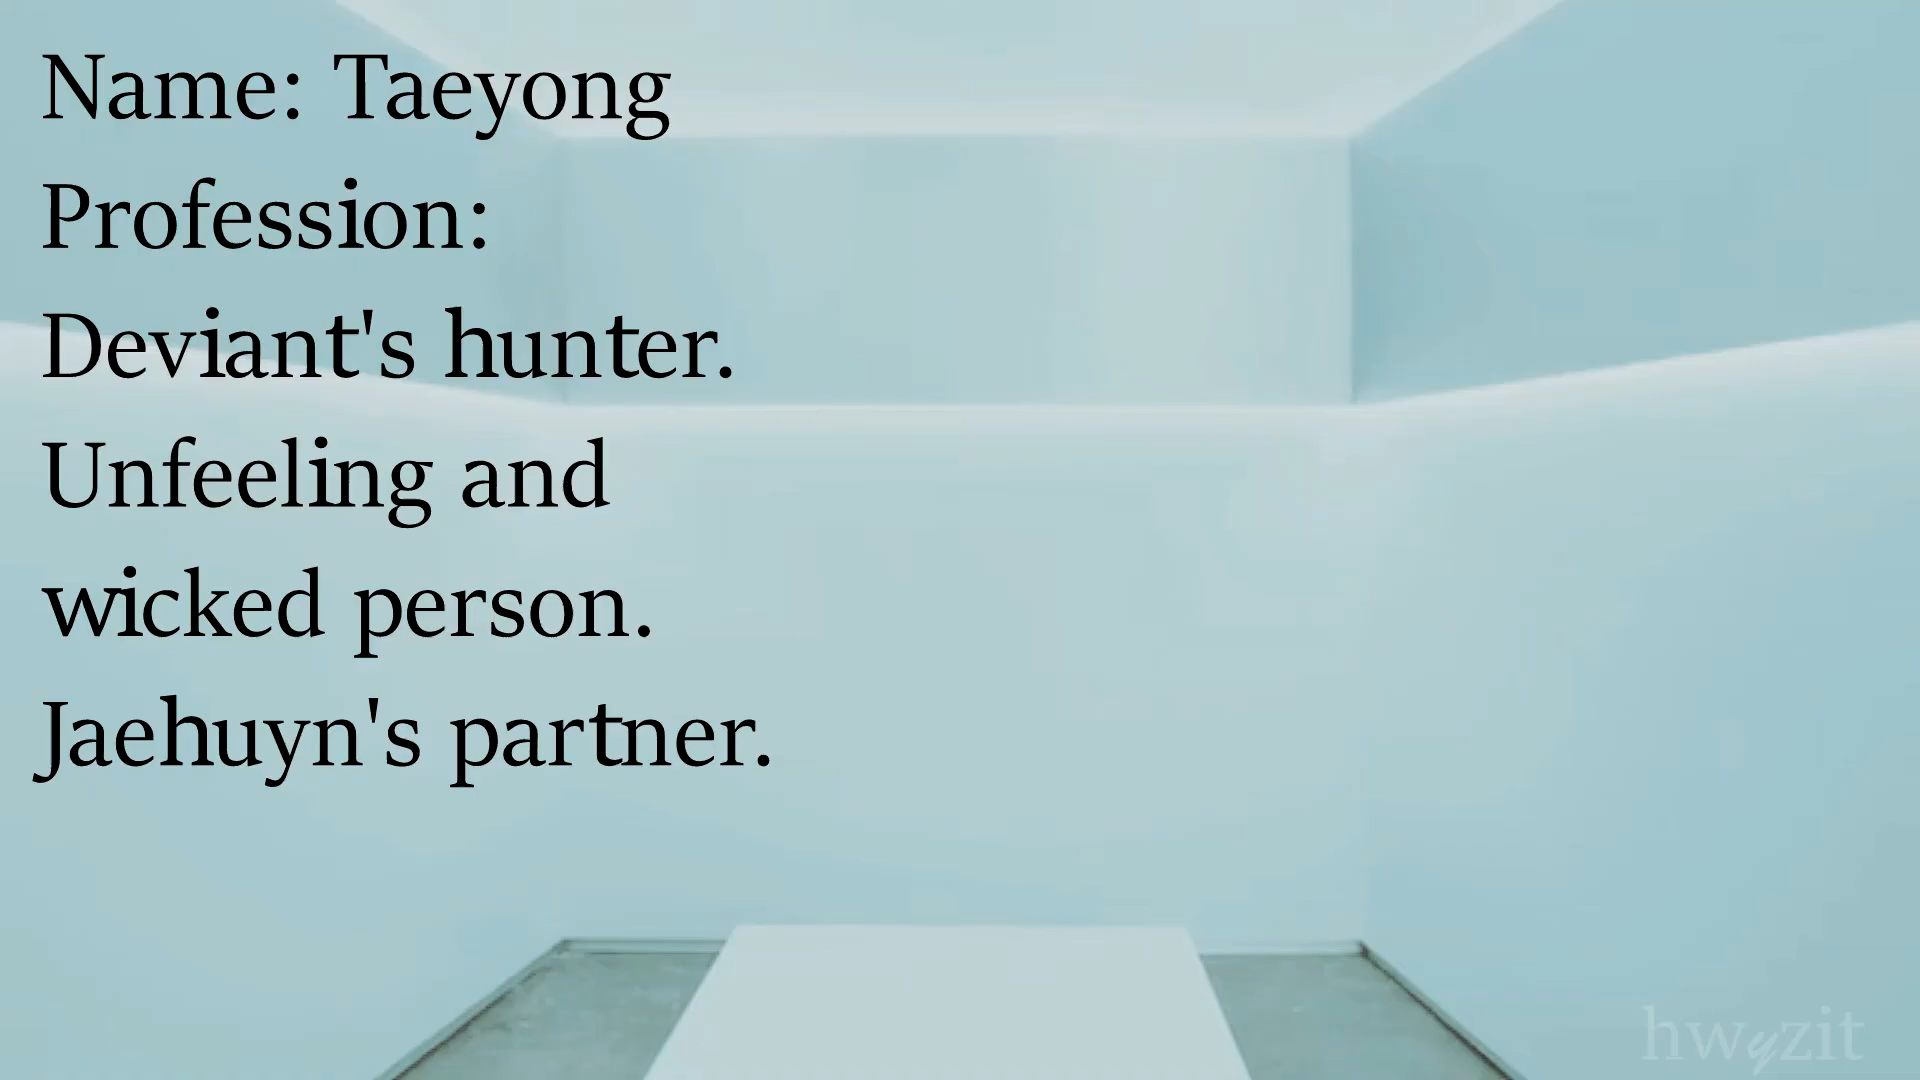 Name: Taeyong
Profession:
Deviant's hunter.
Unfeeling and
wicked person.
Jaehuyn's partner.
hwyzit